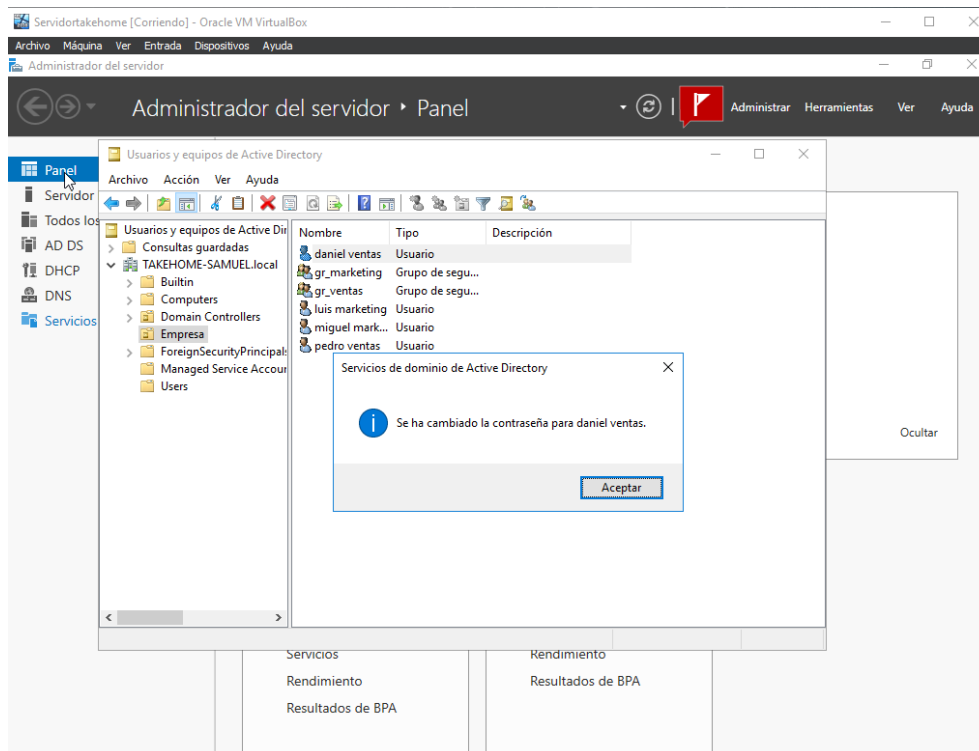 Servidortakehome [Corriendo] - Oracle VM VirtualBox
Archivo Máquina Ver Entrada Dispositivos Ayuda
Administrador del servidor
Administrador del servidor ‣ Panel
Administrar Herramientas Ver Ayuda
Panel
Servidor
Todos los
AD DS
DHCP
DNS
Servicios
Usuarios y equipos de Active Directory
Archivo Acción Ver Ayuda
Usuarios y equipos de Active Dir
Consultas guardadas
TAKEHOME-SAMUEL.local
Builtin
Computers
Domain Controllers
Empresa
ForeignSecurityPrincipals
Managed Service Accour
Users
Nombre Tipo Descripción
daniel ventas Usuario
gr_marketing Grupo de segu...
gr_ventas Grupo de segu...
luis marketing Usuario
miguel mark... Usuario
pedro ventas Usuario
Servicios de dominio de Active Directory
Se ha cambiado la contraseña para daniel ventas.
Aceptar
Ocultar
Servicios
Rendimiento
Resultados de BPA
Rendimiento
Resultados de BPA